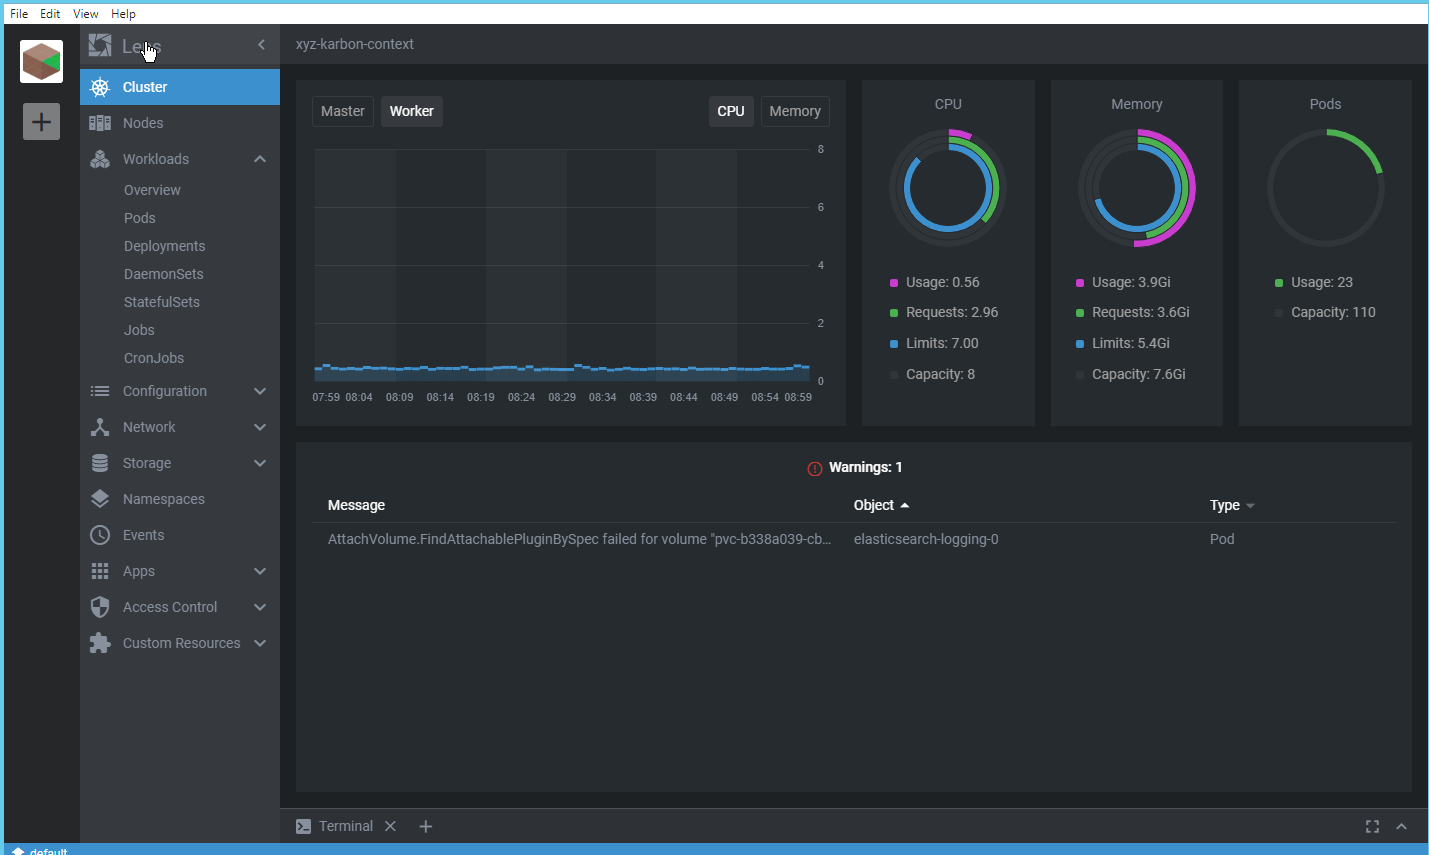 File Edit View Help
Lens
xyz-karbon-context
Cluster
Nodes
Workloads
Overview
Pods
Deployments
DaemonSets
StatefulSets
Jobs
CronJobs
Configuration
Network
Storage
Namespaces
Events
Apps
Access Control
Custom Resources
Master Worker CPU Memory
8
6
4
2
0
07:59 08:04 08:09 08:14 08:19 08:24 08:29 08:34 08:39 08:44 08:49 08:54 08:59
CPU
Usage: 0.56
Requests: 2.96
Limits: 7.00
Capacity: 8
Memory
Usage: 3.9Gi
Requests: 3.6Gi
Limits: 5.4Gi
Capacity: 7.6Gi
Pods
Usage: 23
Capacity: 110
Warnings: 1
Message Object Type
AttachVolume.FindAttachablePluginBySpec failed for volume "pvc-b338a039-cb... elasticsearch-logging-0 Pod
Terminal
default